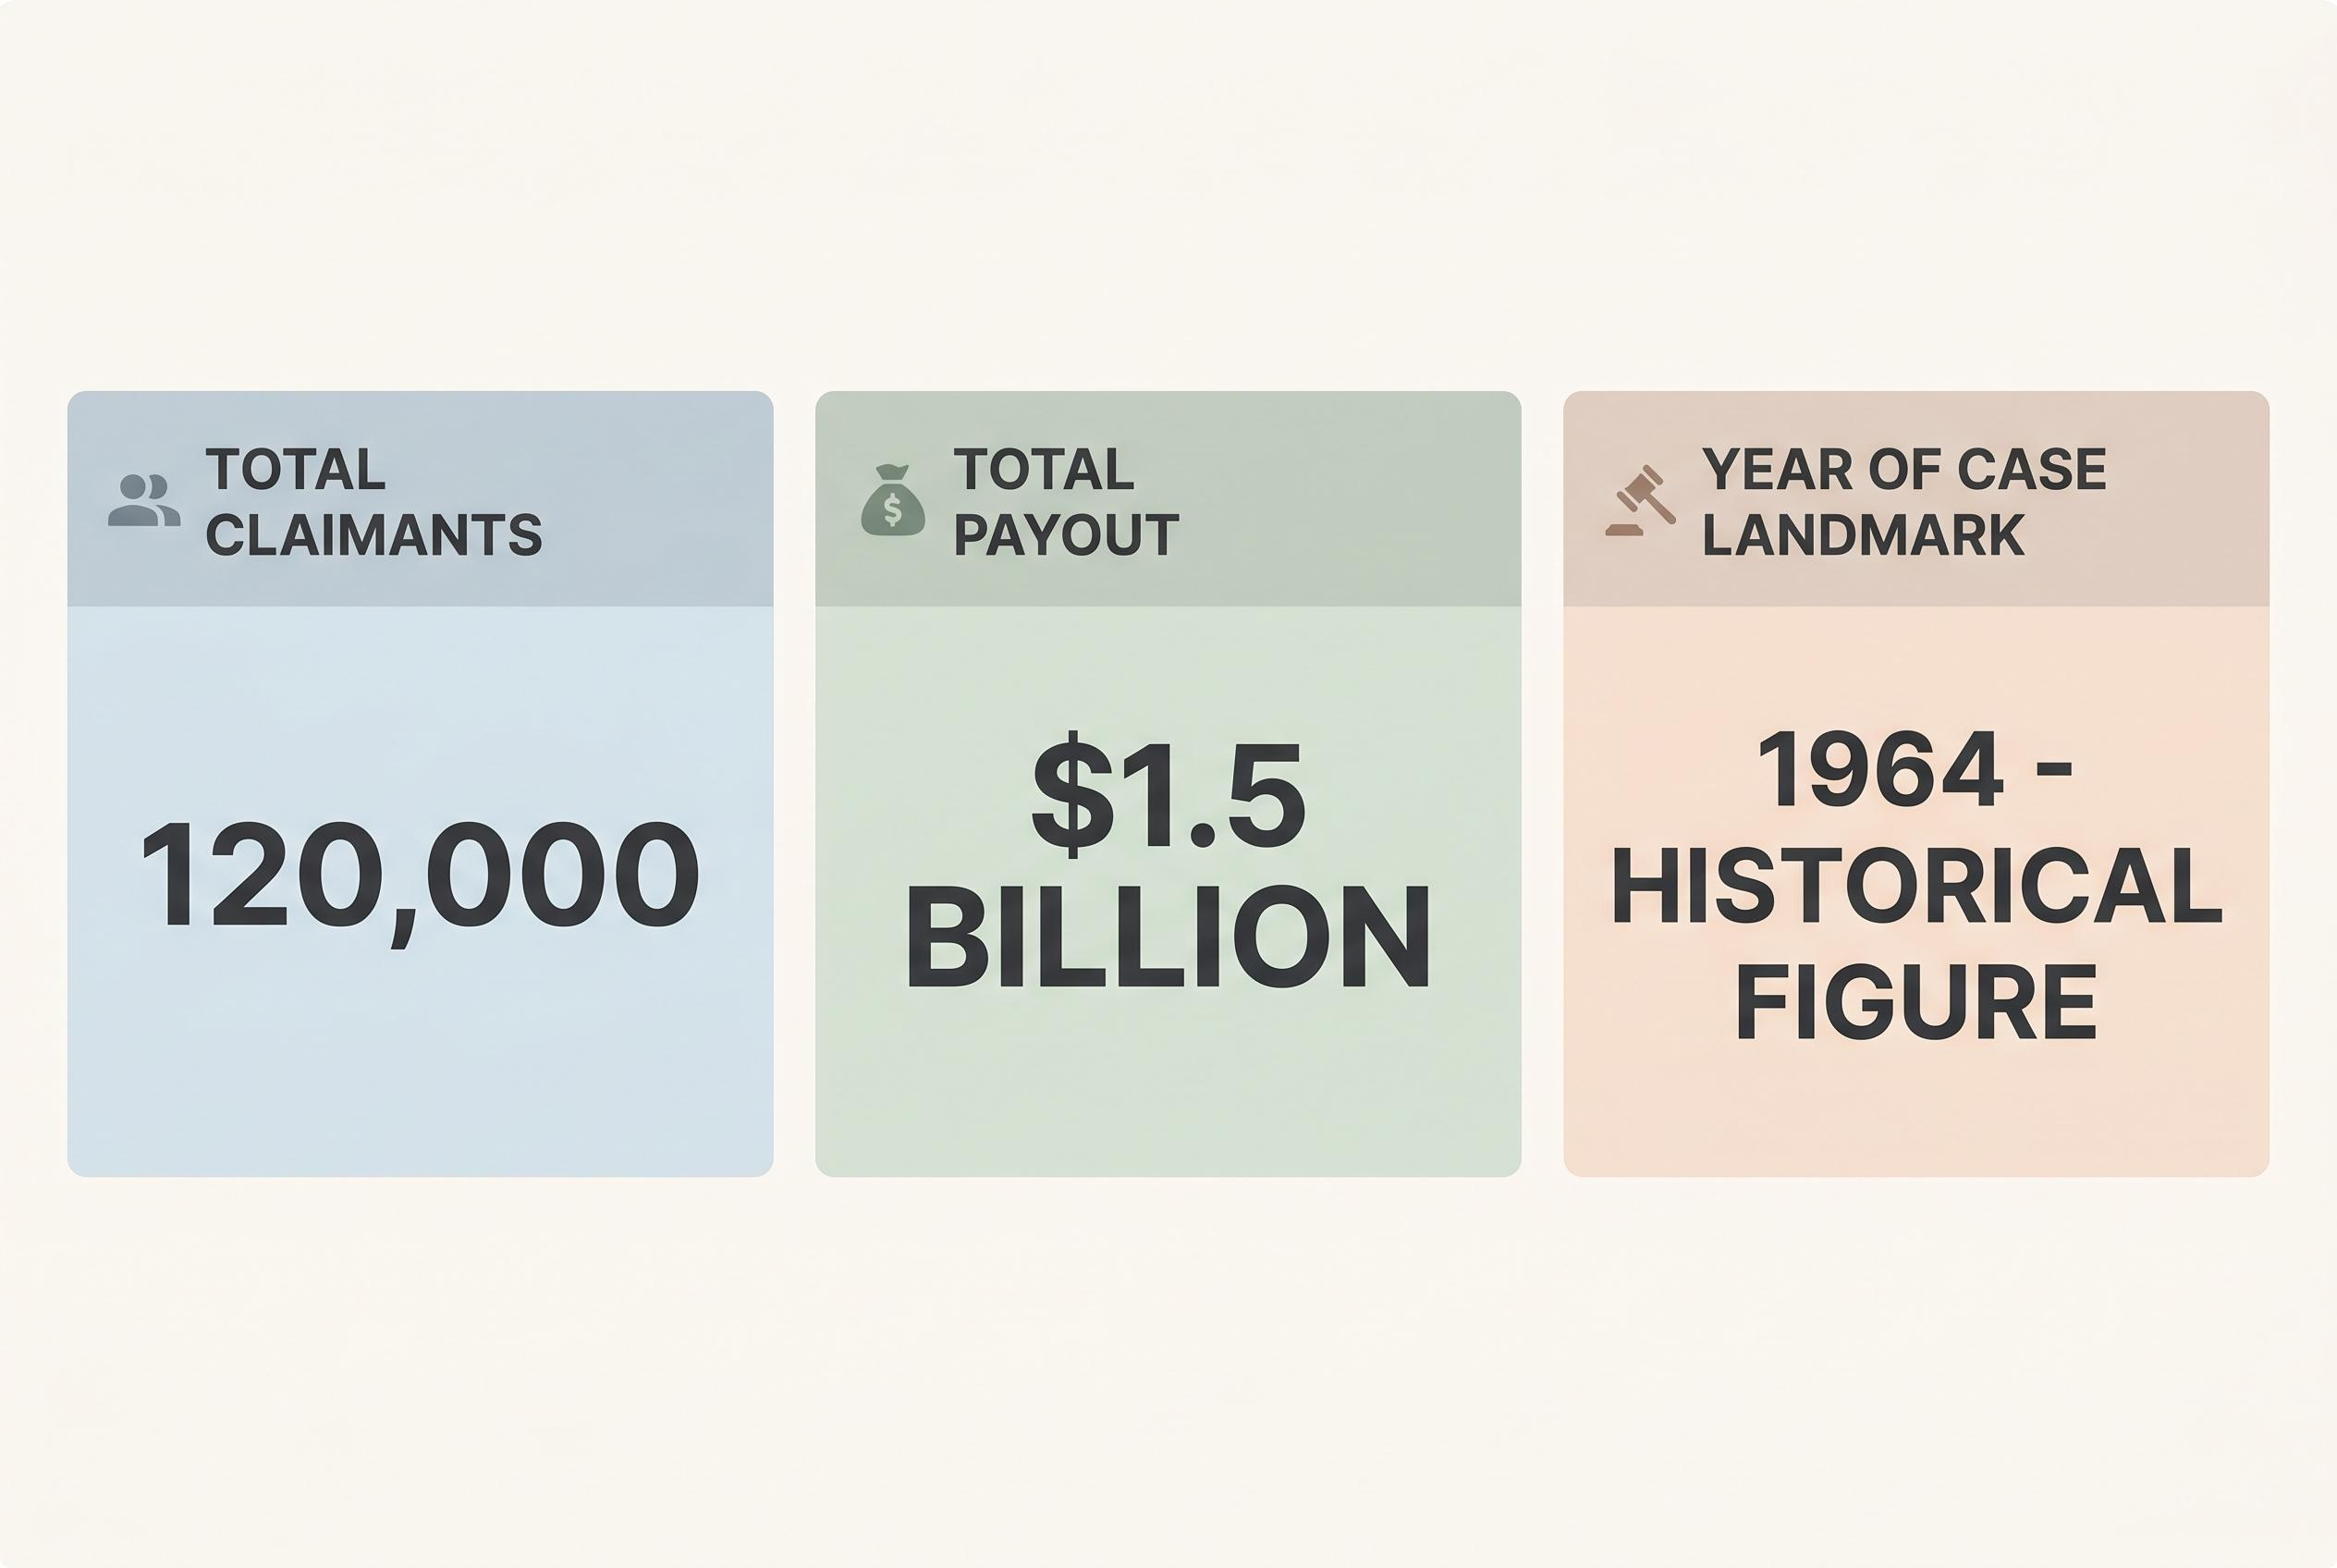 TOTAL
CLAIMANTS
120,000
TOTAL
PAYOUT
$1.5
BILLION
YEAR OF CASE
LANDMARK
1964 -
HISTORICAL
FIGURE